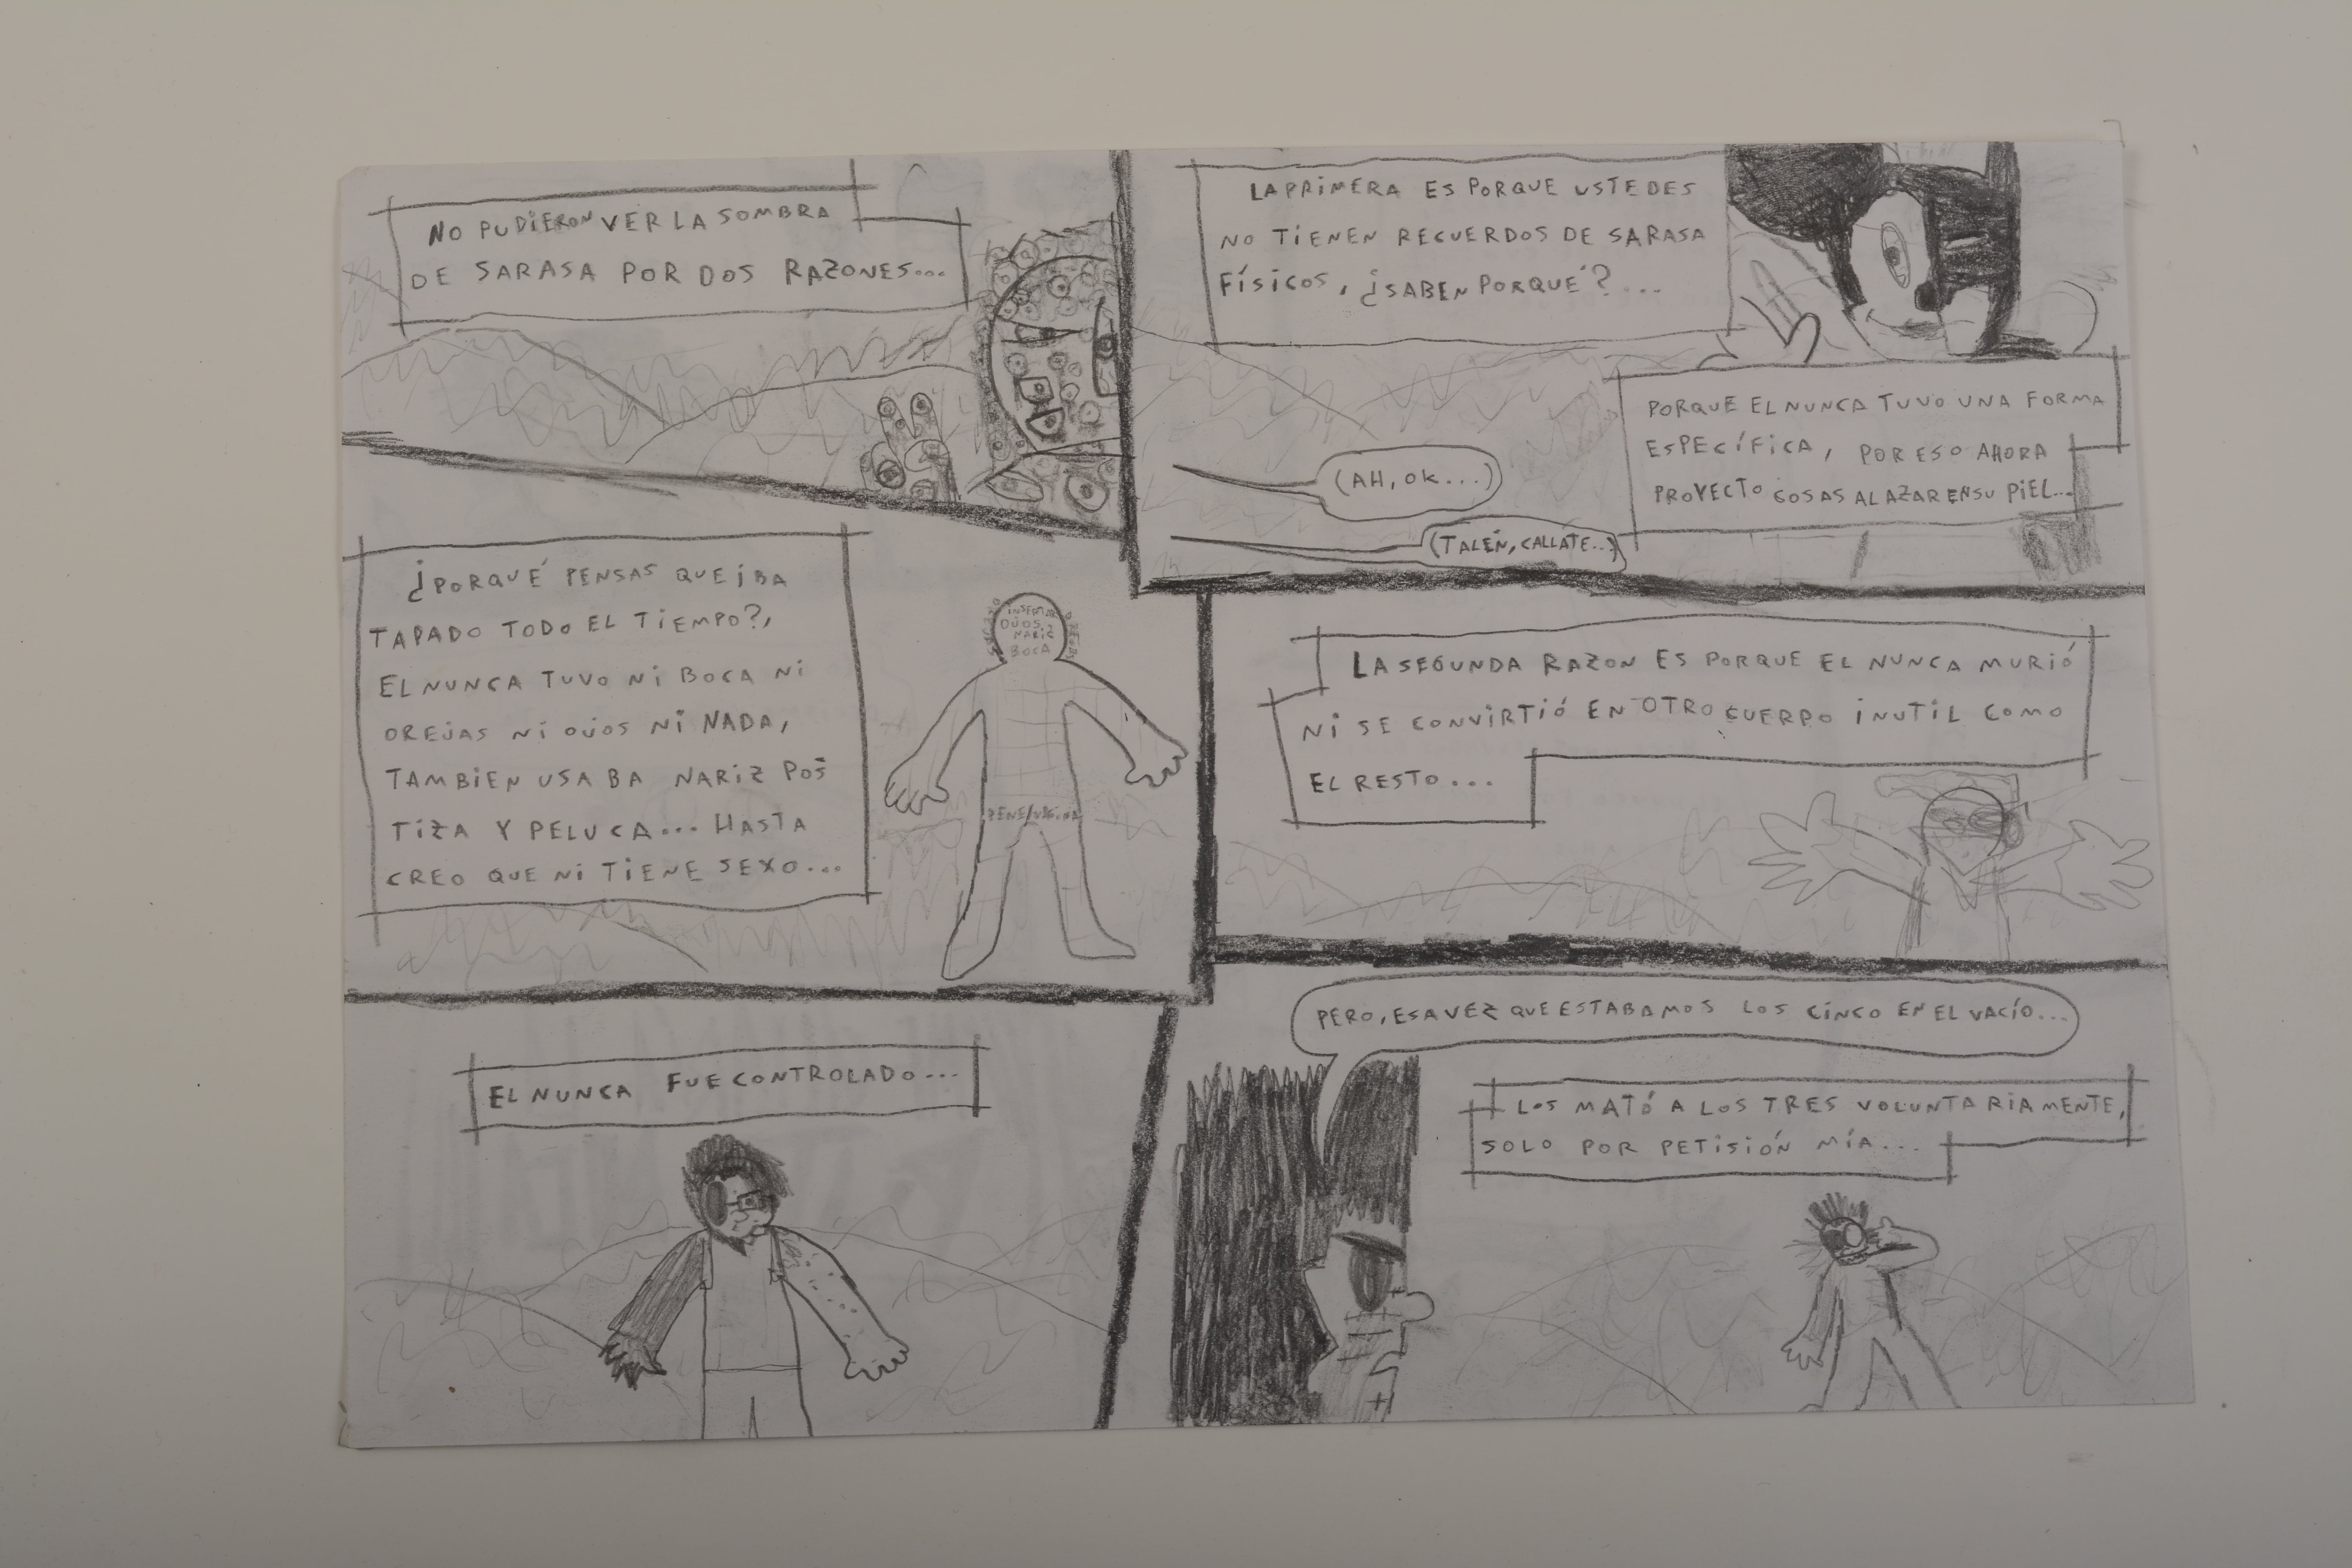 NO PUDIERON VER LA SOMBRA
DE SARASA POR DOS RAZONES...
LA PRIMERA ES PORQUE USTEDES
NO TIENEN RECUERDOS DE SARASA
FÍSICOS, ¿SABEN PORQUÉ?...
PORQUE EL NUNCA TUVO UNA FORMA
ESPECÍFICA, POR ESO AHORA
PROYECTO COSAS AL AZAR EN SU PIEL...
(AH, OK...)
(TALEN, CALLATE...)
¿PORQUÉ PENSAS QUE IBA
TAPADO TODO EL TIEMPO?,
EL NUNCA TUVO NI BOCA NI
OREJAS NI OJOS NI NADA,
TAMBIEN USABA NARIZ POS
TIZA Y PELUCA... HASTA
CREO QUE NI TIENE SEXO...
INSERTAR
OJOS,
NARIZ
BOCA
PENE/VAGINA
LA SEGUNDA RAZON ES PORQUE EL NUNCA MURIÓ
NI SE CONVIRTIÓ EN OTRO CUERPO INUTIL COMO
EL RESTO...
EL NUNCA FUE CONTROLADO...
PERO, ESA VEZ QUE ESTABAMOS LOS CINCO EN EL VACÍO...
LOS MATÓ A LOS TRES VOLUNTARIAMENTE,
SOLO POR PETISIÓN MÍA...